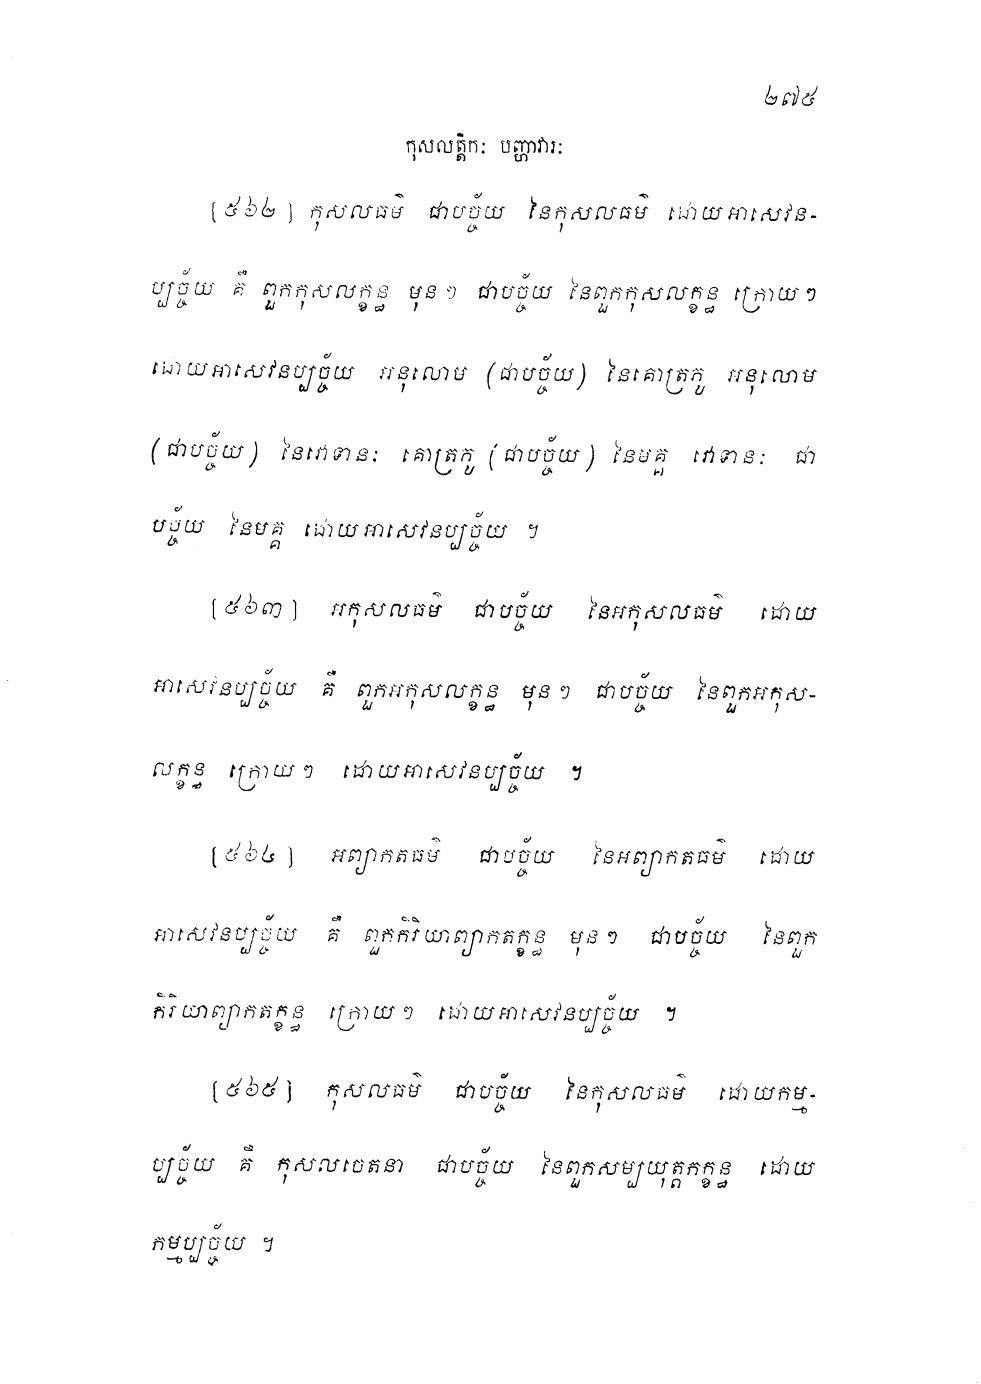 ២៧៥
កុសលត្តិកៈ បញ្ហាវារៈ
[៥៦២] កុសលធម៌ ជាបច្ច័យ នៃកុសលធម៌ ដោយអាសេវន-
ប្បច្ច័យ គឺ ពួកកុសលក្ខន្ធ មុនៗ ជាបច្ច័យ នៃពួកកុសលក្ខន្ធ ក្រោយៗ
ដោយអាសេវនប្បច្ច័យ អនុលោម (ជាបច្ច័យ) នៃគោត្រភូ អនុលោម
(ជាបច្ច័យ) នៃវោទានៈ គោត្រភូ (ជាបច្ច័យ) នៃមគ្គ វោទានៈ ជា
បច្ច័យ នៃមគ្គ ដោយអាសេវនប្បច្ច័យ ។
[៥៦៣] អកុសលធម៌ ជាបច្ច័យ នៃអកុសលធម៌ ដោយ
អាសេវនប្បច្ច័យ គឺ ពួកអកុសលក្ខន្ធ មុនៗ ជាបច្ច័យ នៃពួកអកុស-
លក្ខន្ធ ក្រោយៗ ដោយអាសេវនប្បច្ច័យ ។
[៥៦៤] អព្យាកតធម៌ ជាបច្ច័យ នៃអព្យាកតធម៌ ដោយ
អាសេវនប្បច្ច័យ គឺ ពួកកិរិយាព្យាកតក្ខន្ធ មុនៗ ជាបច្ច័យ នៃពួក
កិរិយាព្យាកតក្ខន្ធ ក្រោយៗ ដោយអាសេវនប្បច្ច័យ ។
[៥៦៥] កុសលធម៌ ជាបច្ច័យ នៃកុសលធម៌ ដោយកម្ម-
ប្បច្ច័យ គឺ កុសលចេតនា ជាបច្ច័យ នៃពួកសម្បយុត្តកក្ខន្ធ ដោយ
កម្មប្បច្ច័យ ។